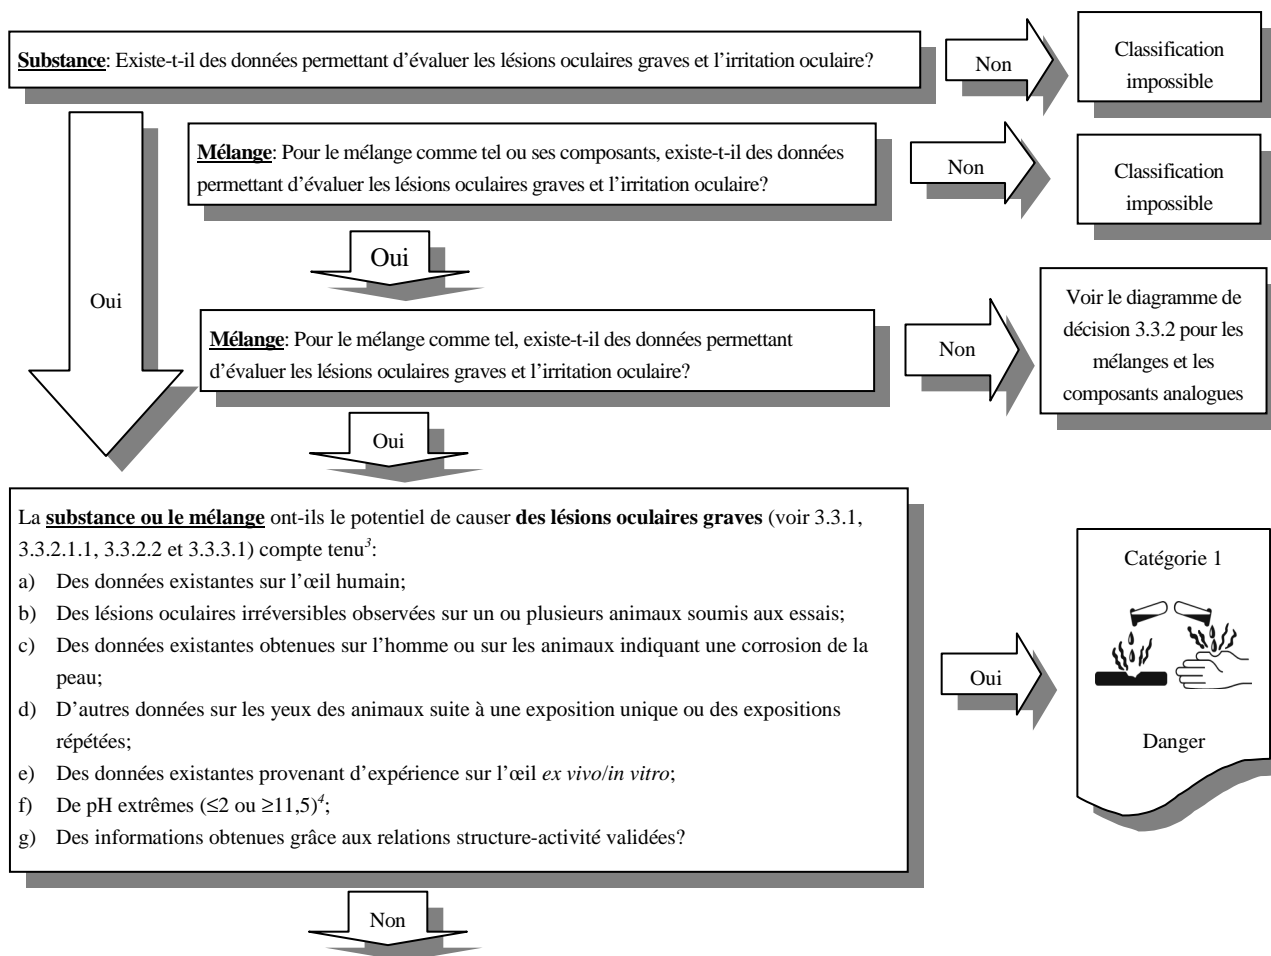 Substance: Existe-t-il des données permettant d’évaluer les lésions oculaires graves et l’irritation oculaire?
Non
Classification
impossible
Mélange: Pour le mélange comme tel ou ses composants, existe-t-il des données
permettant d’évaluer les lésions oculaires graves et l’irritation oculaire?
Non
Classification
impossible
Oui
Oui
Mélange: Pour le mélange comme tel, existe-t-il des données permettant
d’évaluer les lésions oculaires graves et l’irritation oculaire?
Non
Voir le diagramme de
décision 3.3.2 pour les
mélanges et les
composants analogues
Oui
La substance ou le mélange ont-ils le potentiel de causer des lésions oculaires graves (voir 3.3.1,
3.3.2.1.1, 3.3.2.2 et 3.3.3.1) compte tenu³:
a) Des données existantes sur l’œil humain;
b) Des lésions oculaires irréversibles observées sur un ou plusieurs animaux soumis aux essais;
c) Des données existantes obtenues sur l’homme ou sur les animaux indiquant une corrosion de la
peau;
d) D’autres données sur les yeux des animaux suite à une exposition unique ou des expositions
répétées;
e) Des données existantes provenant d’expérience sur l’œil ex vivo/in vitro;
f) De pH extrêmes (≤2 ou ≥11,5)⁴;
g) Des informations obtenues grâce aux relations structure-activité validées?
Oui
Catégorie 1
Danger
Non